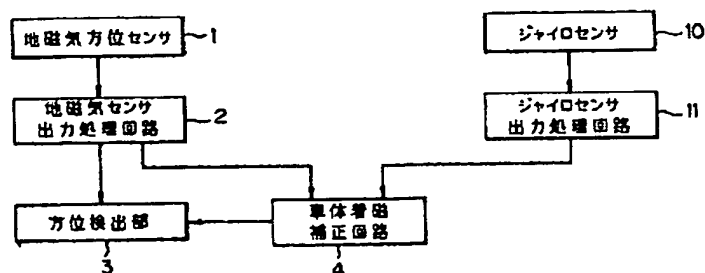 地磁気方位センサ
1
ジャイロセンサ
10
地磁気センサ
出力処理回路
2
ジャイロセンサ
出力処理回路
11
方位検出部
3
車体着磁
補正回路
4